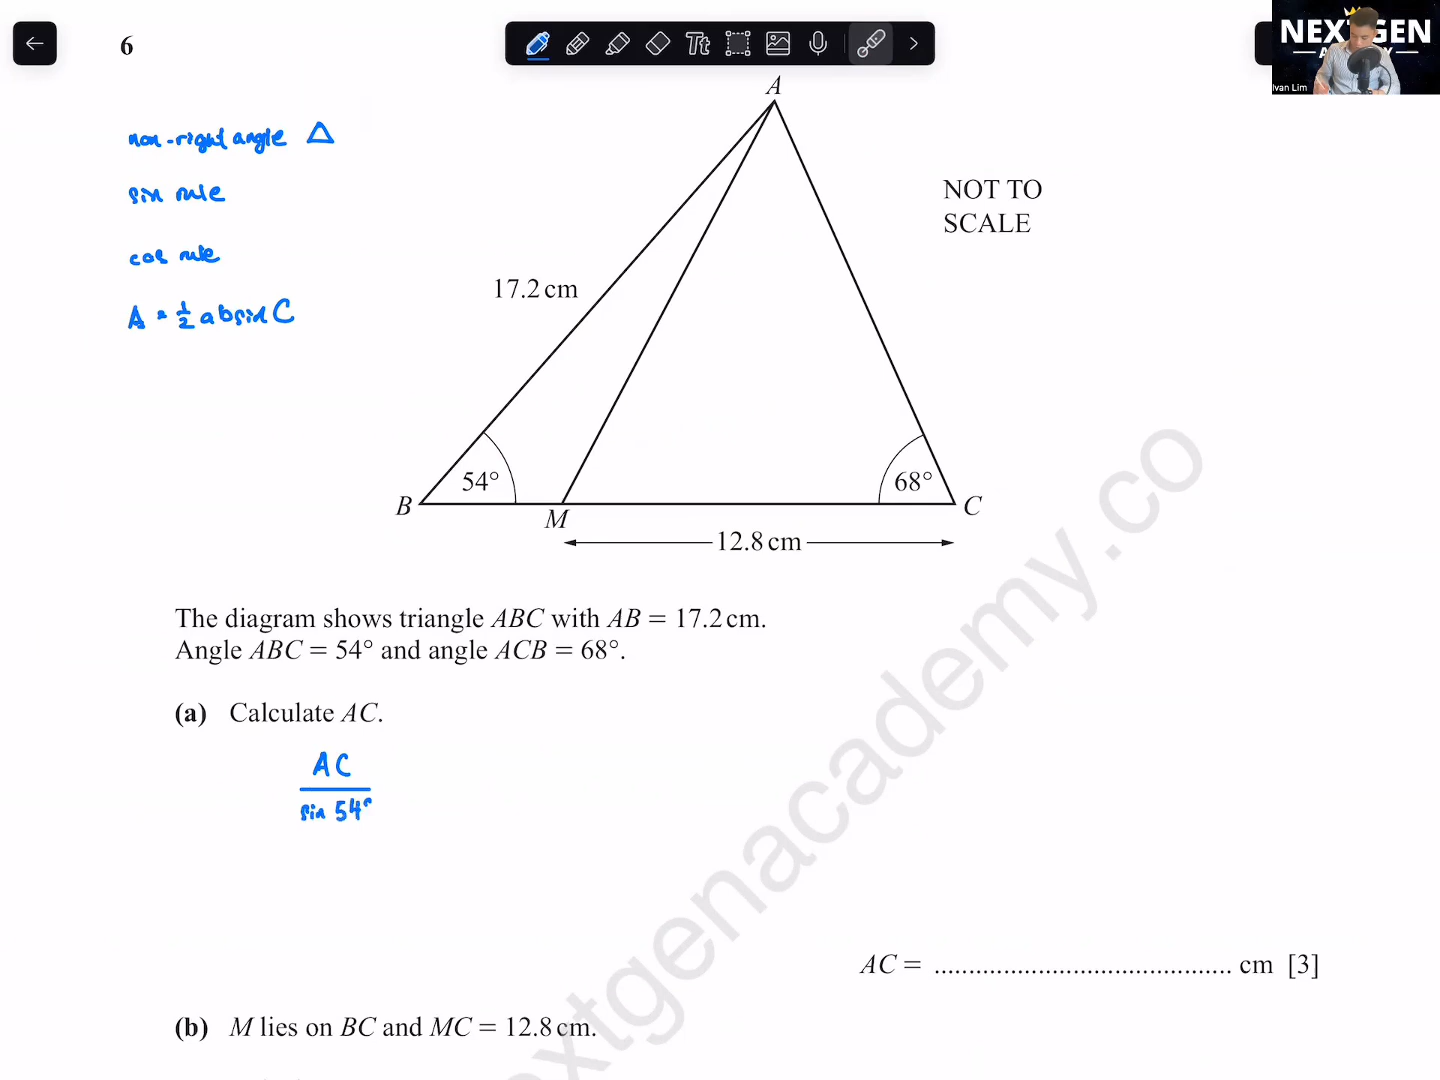 6
Tt
NEXTGEN
Ivan Lim
non-right angle △
sin rule
cos rule
A = 1/2 ab sin C
A
NOT TO
SCALE
17.2 cm
54°
68°
B
M
C
12.8 cm
The diagram shows triangle ABC with AB = 17.2 cm.
Angle ABC = 54° and angle ACB = 68°.
(a) Calculate AC.
AC
sin 54°
AC = .......................................... cm [3]
(b) M lies on BC and MC = 12.8 cm.
nextgenacademy.co